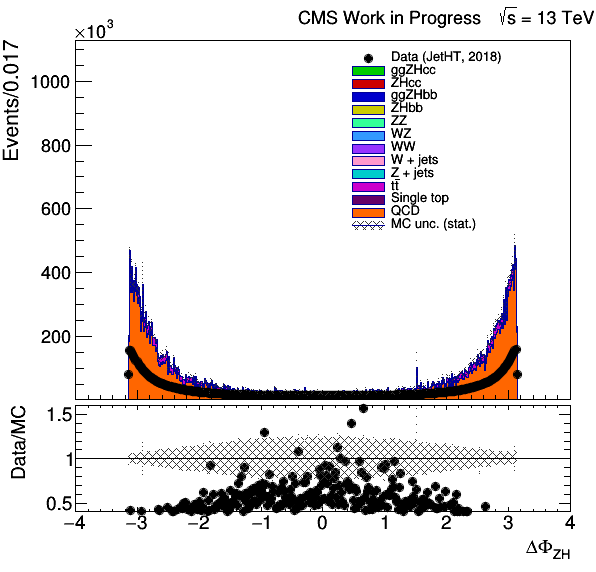 CMS Work in Progress √s = 13 TeV
×10³
Events/0.017
1000
800
600
400
200
Data (JetHT, 2018)
ggZHcc
ZHcc
ggZHbb
ZHbb
ZZ
WZ
WW
W + jets
Z + jets
tt̄
Single top
QCD
MC unc. (stat.)
Data/MC
1.5
1
0.5
−4 −3 −2 −1 0 1 2 3 4
ΔΦ_ZH